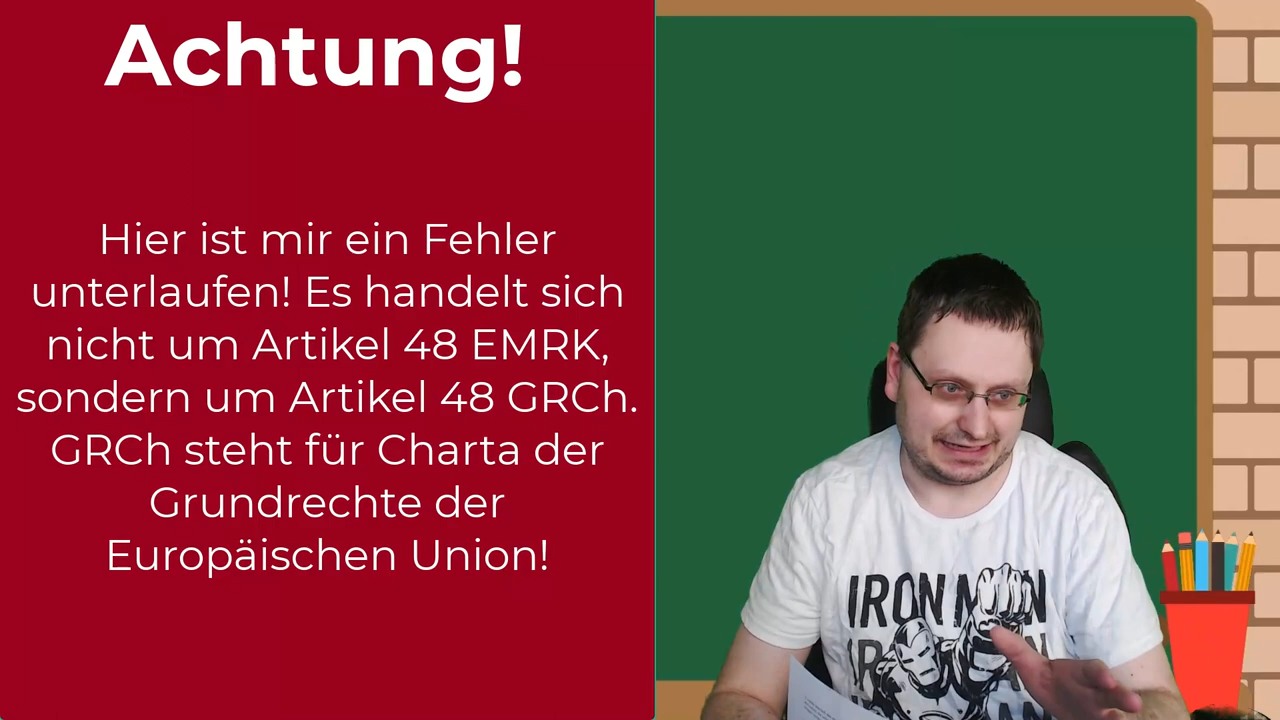 Achtung!
Hier ist mir ein Fehler
unterlaufen! Es handelt sich
nicht um Artikel 48 EMRK,
sondern um Artikel 48 GRCh.
GRCh steht für Charta der
Grundrechte der
Europäischen Union!
IRON MAN